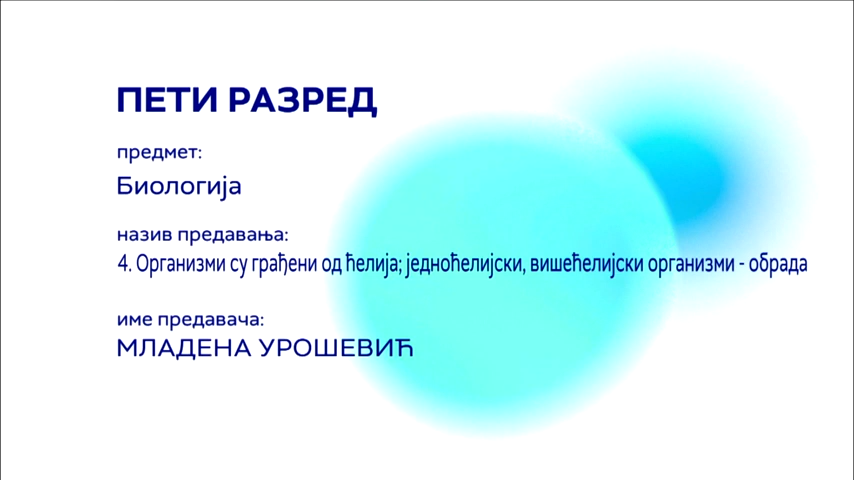 ПЕТИ РАЗРЕД
предмет:
Биологија
назив предавања:
4. Организми су грађени од ћелија; једноћелијски, вишећелијски организми - обрада
име предавача:
МЛАДЕНА УРОШЕВИЋ